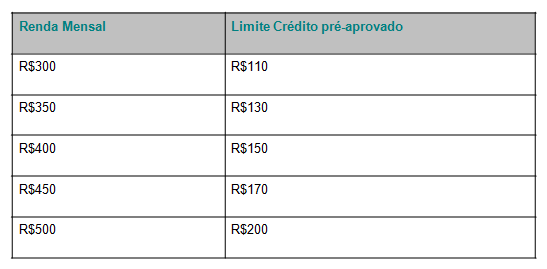 Renda Mensal Limite Crédito pré-aprovado
R$300 R$110
R$350 R$130
R$400 R$150
R$450 R$170
R$500 R$200